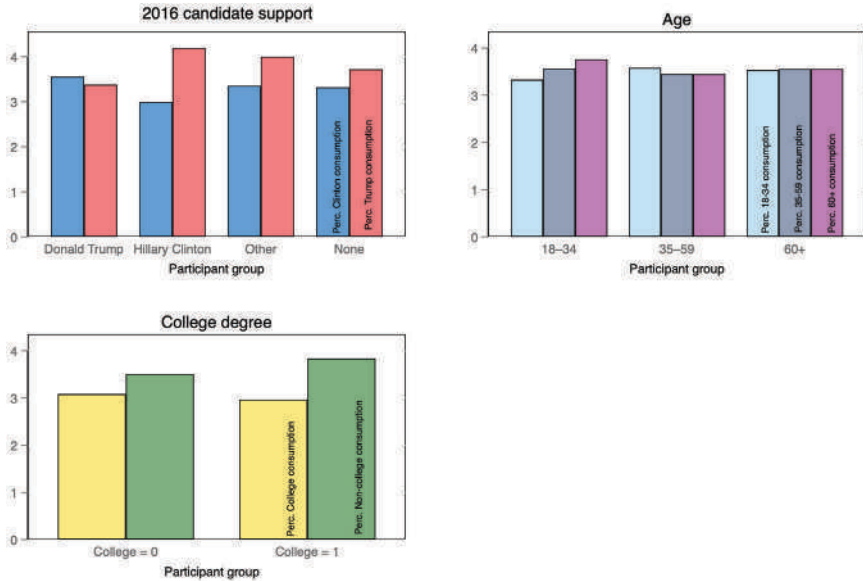 2016 candidate support
4
3
2
1
0
Perc. Clinton consumption
Perc. Trump consumption
Donald Trump Hillary Clinton Other None
Participant group
Age
4
3
2
1
0
Perc. 18-34 consumption
Perc. 35-59 consumption
Perc. 60+ consumption
18–34 35–59 60+
Participant group
College degree
4
3
2
1
0
Perc. College consumption
Perc. Non-college consumption
College = 0 College = 1
Participant group